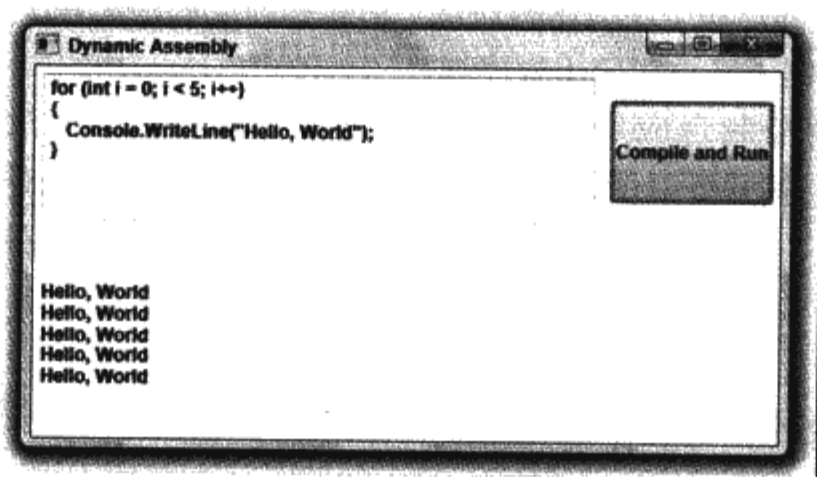 Dynamic Assembly
for (int i = 0; i < 5; i++)
{
Console.WriteLine("Hello, World");
}
Compile and Run
Hello, World
Hello, World
Hello, World
Hello, World
Hello, World